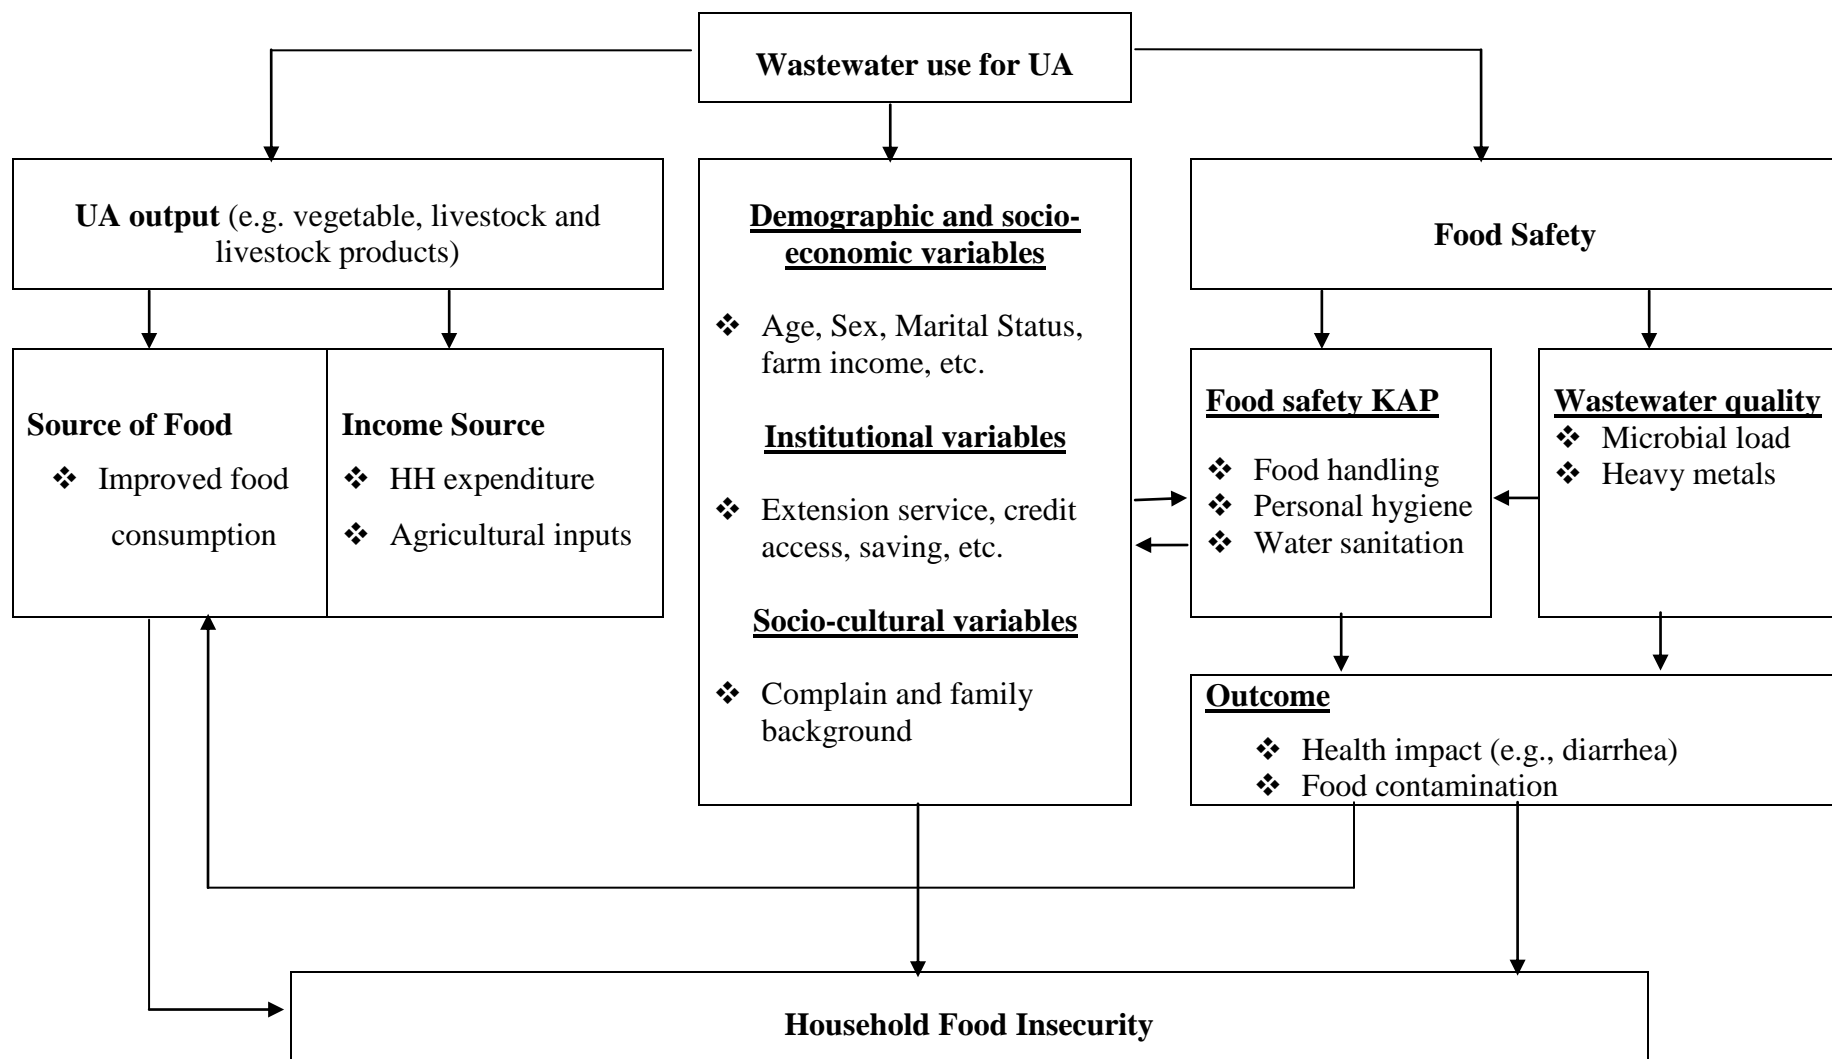 Wastewater use for UA
UA output (e.g. vegetable, livestock and
livestock products)
Source of Food
❖ Improved food
consumption
Income Source
❖ HH expenditure
❖ Agricultural inputs
Demographic and socio-
economic variables
❖ Age, Sex, Marital Status,
farm income, etc.
Institutional variables
❖ Extension service, credit
access, saving, etc.
Socio-cultural variables
❖ Complain and family
background
Food Safety
Food safety KAP
❖ Food handling
❖ Personal hygiene
❖ Water sanitation
Wastewater quality
❖ Microbial load
❖ Heavy metals
Outcome
❖ Health impact (e.g., diarrhea)
❖ Food contamination
Household Food Insecurity